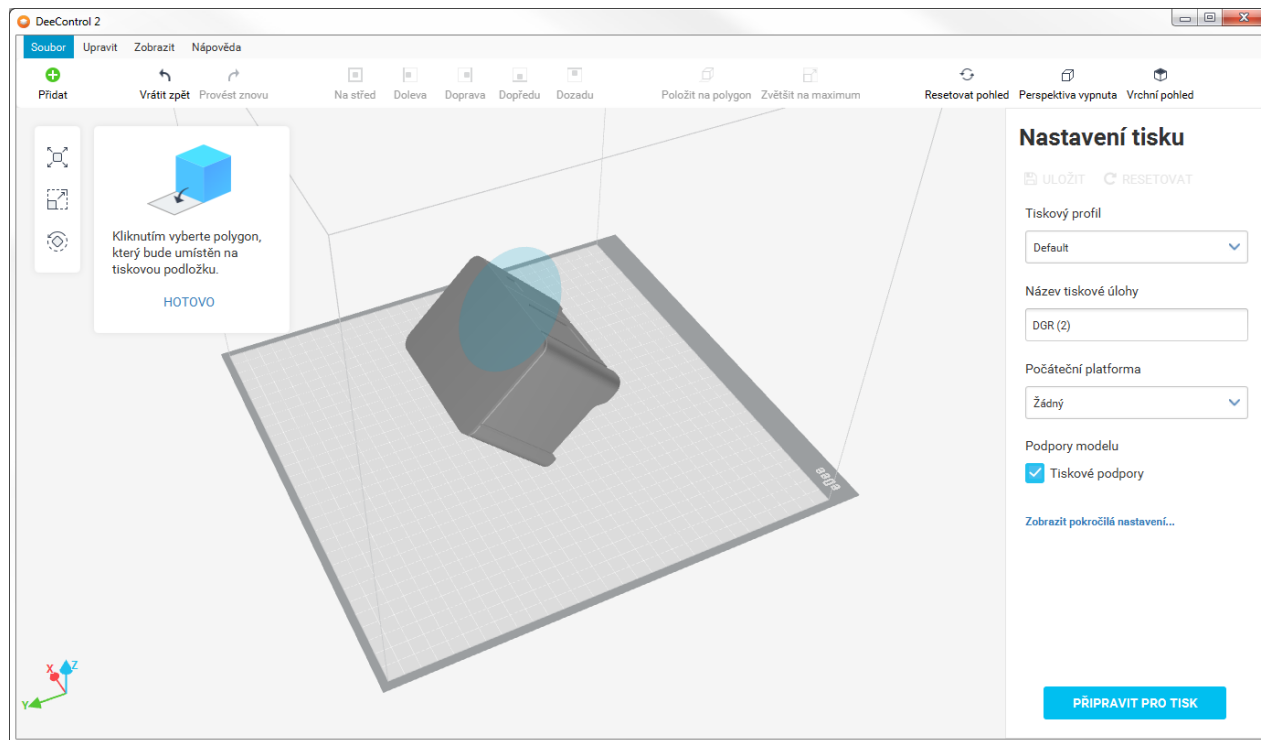 DeeControl 2
Soubor Upravit Zobrazit Nápověda
Přidat Vrátit zpět Provést znovu Na střed Doleva Doprava Dopředu Dozadu Položit na polygon Zvětšit na maximum Resetovat pohled Perspektiva vypnuta Vrchní pohled
Kliknutím vyberte polygon,
který bude umístěn na
tiskovou podložku.
HOTOVO
Nastavení tisku
ULOŽIT RESETOVAT
Tiskový profil
Default
Název tiskové úlohy
DGR (2)
Počáteční platforma
Žádný
Podpory modelu
Tiskové podpory
Zobrazit pokročilá nastavení...
PŘIPRAVIT PRO TISK
X Z
Y